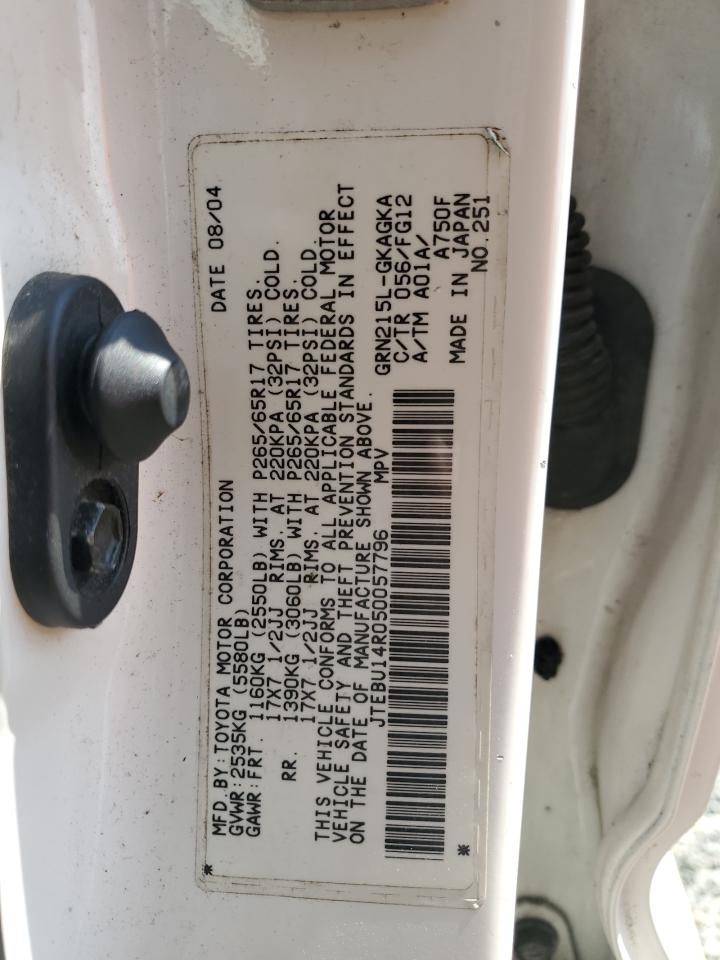 MFD.BY:TOYOTA MOTOR CORPORATION DATE 08/04
GVWR:2535KG (5580LB)
GAWR:FRT. 1160KG (2550LB) WITH P265/65R17 TIRES.
17X7 1/2JJ RIMS. AT 220KPA (32PSI) COLD.
RR. 1390KG (3060LB) WITH P265/65R17 TIRES.
17X7 1/2JJ RIMS. AT 220KPA (32PSI) COLD.
THIS VEHICLE CONFORMS TO ALL APPLICABLE FEDERAL MOTOR
VEHICLE SAFETY AND THEFT PREVENTION STANDARDS IN EFFECT
ON THE DATE OF MANUFACTURE SHOWN ABOVE.
JTEBU14R050057796 MPV
GRN215L-GKAGKA
C/TR 056/FG12
A/TM A01A/
A750F
MADE IN JAPAN
NO.251